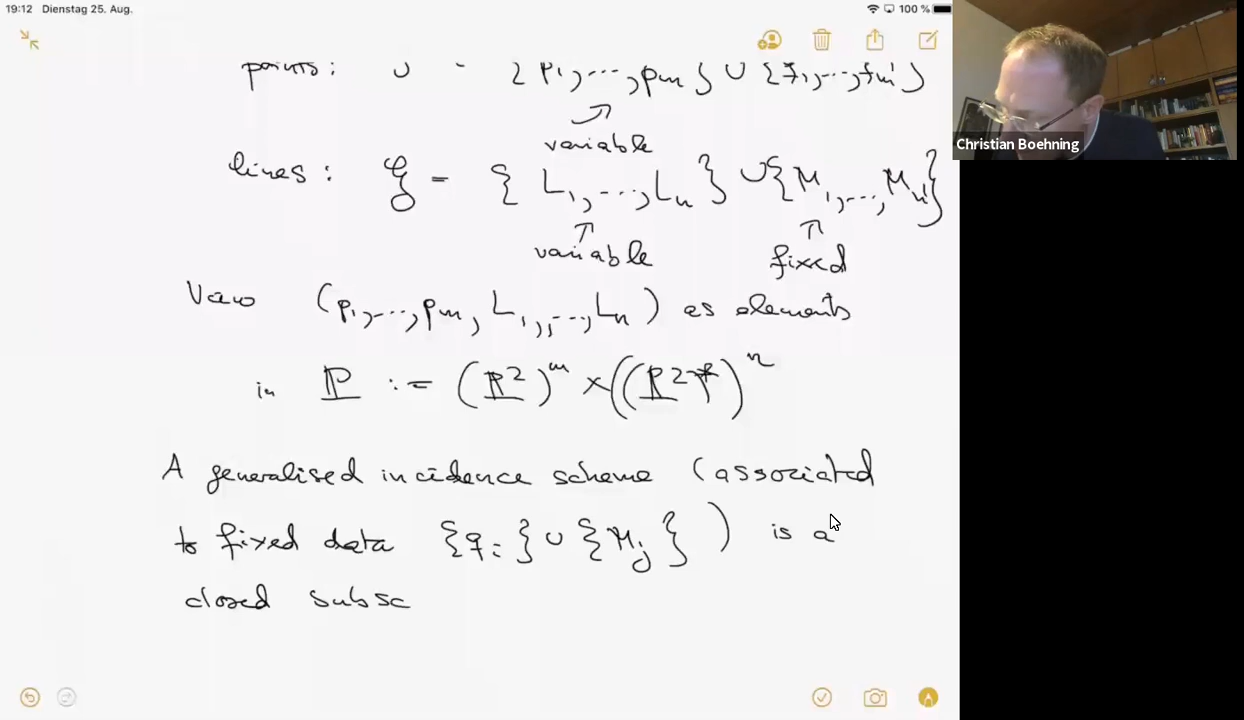 19:12 Dienstag 25. Aug.
100 %
points: = {p1,...,pm} ∪ {q1,...,qm'}
variable
lines: 𝓛 = { L1,...,Ln } ∪ {M1,...,Mn'}
variable
fixed
View (p1,...,pm, L1,...,Ln) as elements
in ℙ := (ℙ²)^m × ((ℙ²)*)^n
A generalised incidence scheme (associated
to fixed data {qi} ∪ {Mj}) is a
closed subsc
Christian Boehning